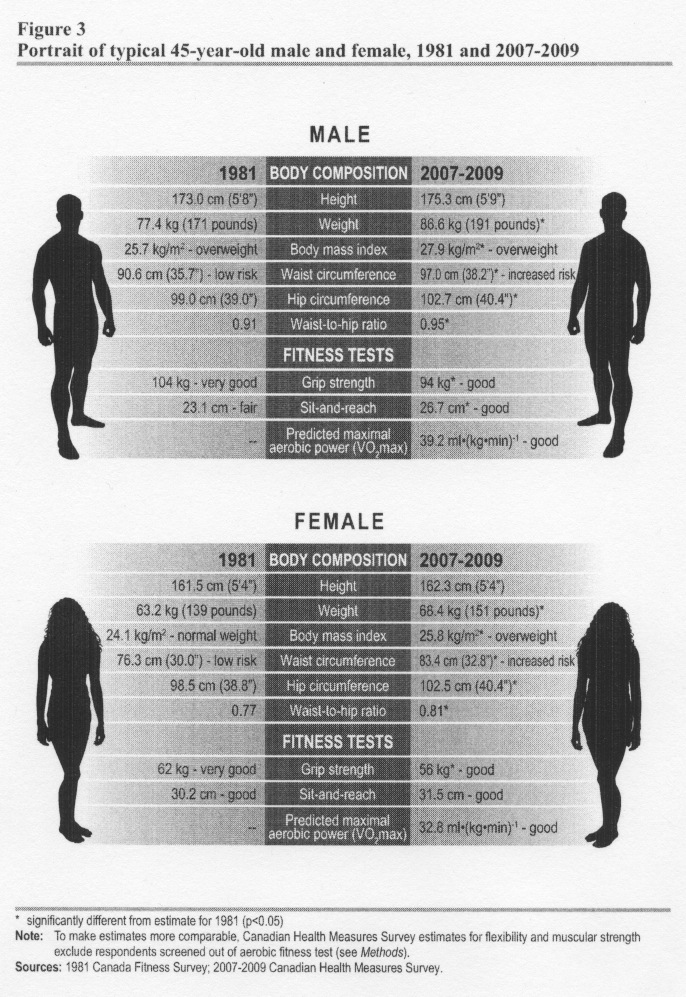 Figure 3
Portrait of typical 45-year-old male and female, 1981 and 2007-2009
MALE
1981 BODY COMPOSITION 2007-2009
173.0 cm (5'8") Height 175.3 cm (5'9")
77.4 kg (171 pounds) Weight 86.6 kg (191 pounds)*
25.7 kg/m² - overweight Body mass index 27.9 kg/m²* - overweight
90.6 cm (35.7") - low risk Waist circumference 97.0 cm (38.2")* - increased risk
99.0 cm (39.0") Hip circumference 102.7 cm (40.4")*
0.91 Waist-to-hip ratio 0.95*
FITNESS TESTS
104 kg - very good Grip strength 94 kg* - good
23.1 cm - fair Sit-and-reach 26.7 cm* - good
Predicted maximal
-- aerobic power (VO₂max) 39.2 ml•(kg•min)⁻¹ - good
FEMALE
1981 BODY COMPOSITION 2007-2009
161.5 cm (5'4") Height 162.3 cm (5'4")
63.2 kg (139 pounds) Weight 68.4 kg (151 pounds)*
24.1 kg/m² - normal weight Body mass index 25.8 kg/m²* - overweight
76.3 cm (30.0") - low risk Waist circumference 83.4 cm (32.8")* - increased risk
98.5 cm (38.8") Hip circumference 102.5 cm (40.4")*
0.77 Waist-to-hip ratio 0.81*
FITNESS TESTS
62 kg - very good Grip strength 56 kg* - good
30.2 cm - good Sit-and-reach 31.5 cm - good
Predicted maximal
-- aerobic power (VO₂max) 32.8 ml•(kg•min)⁻¹ - good
* significantly different from estimate for 1981 (p<0.05)
Note: To make estimates more comparable, Canadian Health Measures Survey estimates for flexibility and muscular strength
exclude respondents screened out of aerobic fitness test (see Methods).
Sources: 1981 Canada Fitness Survey; 2007-2009 Canadian Health Measures Survey.